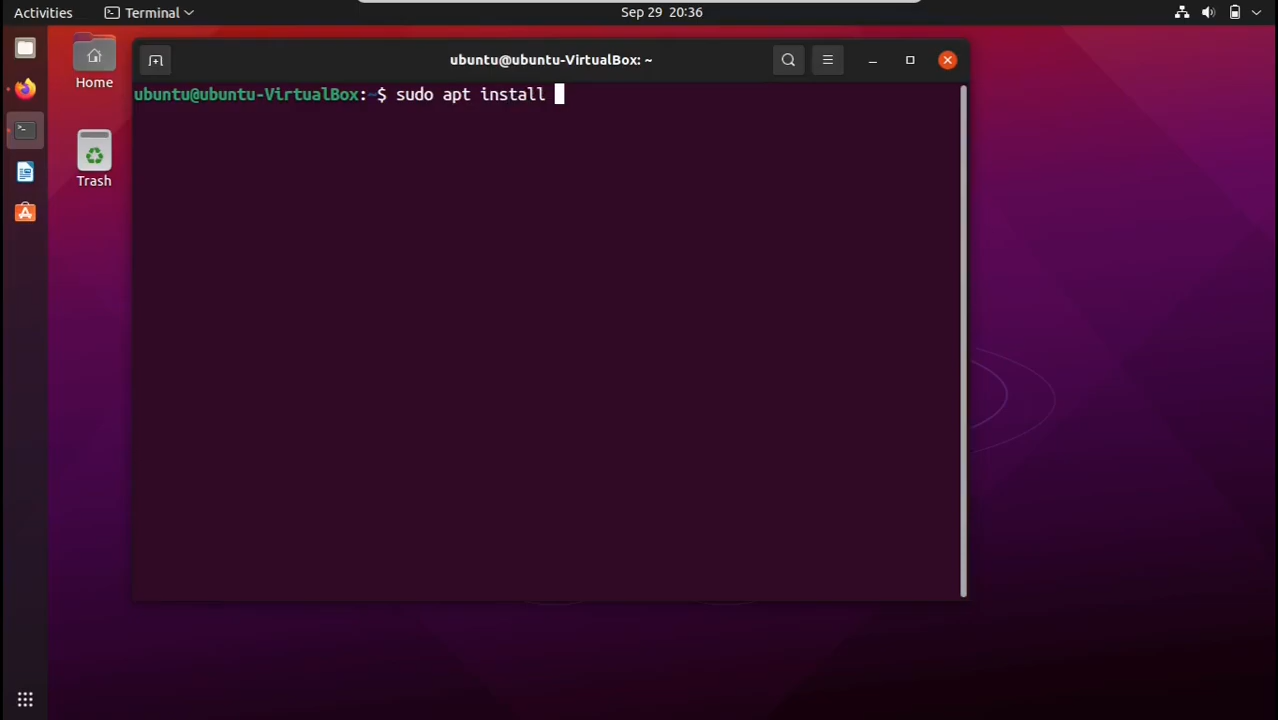 Activities
Terminal
Sep 29 20:36
Home
Trash
ubuntu@ubuntu-VirtualBox: ~
ubuntu@ubuntu-VirtualBox:~$ sudo apt install